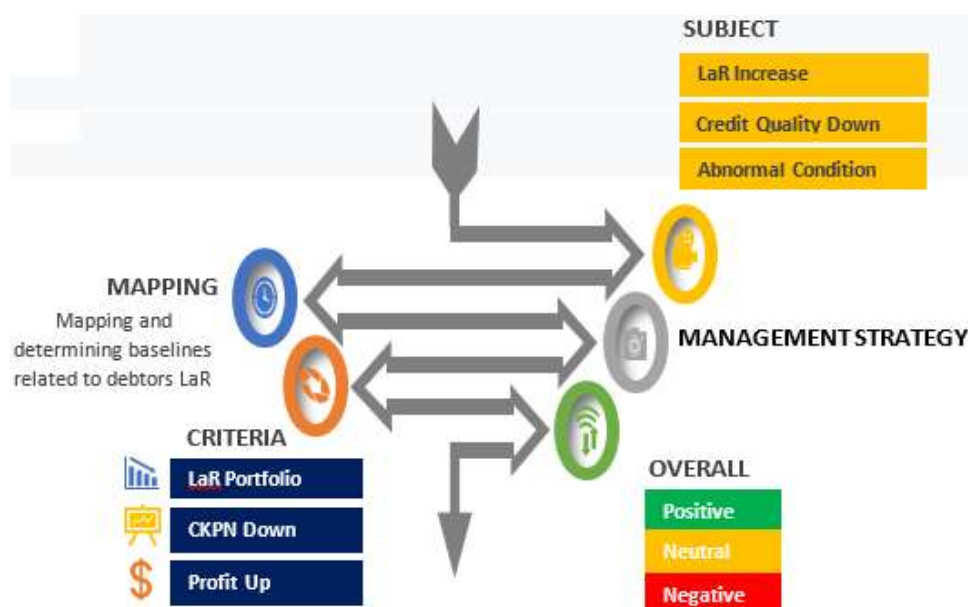 SUBJECT
LaR Increase
Credit Quality Down
Abnormal Condition
MAPPING
Mapping and
determining baselines
related to debtors LaR
MANAGEMENT STRATEGY
CRITERIA
LaR Portfolio
CKPN Down
Profit Up
OVERALL
Positive
Neutral
Negative